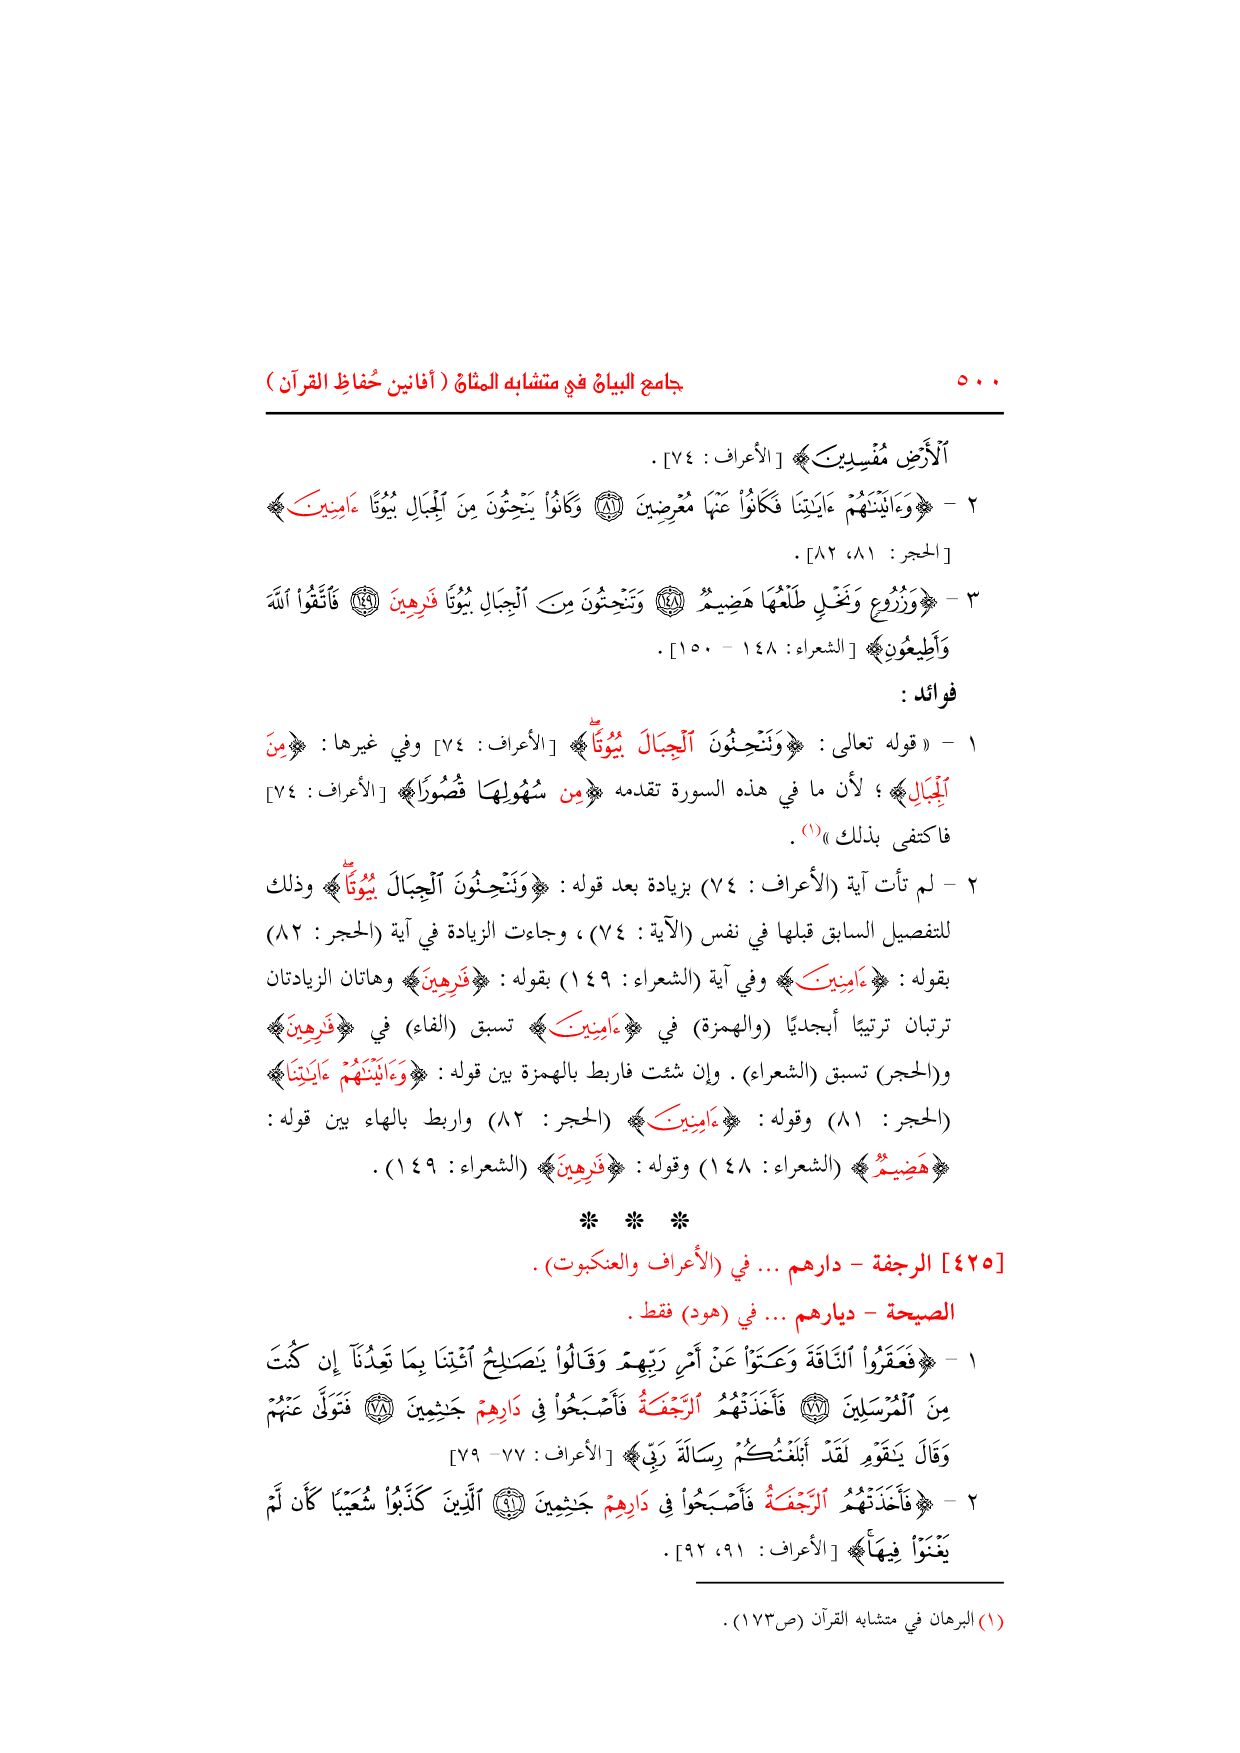 ٥٠٠ جامع البيان في متشابه المثان ( أفانين حُفاظِ القرآن )
ٱلۡأَرۡضِ مُفۡسِدِينَ﴾ [الأعراف : ٧٤] .
٢ – ﴿وَءَاتَيۡنَٰهُمۡ ءَايَٰتِنَا فَكَانُواْ عَنۡهَا مُعۡرِضِينَ ٨١ وَكَانُواْ يَنۡحِتُونَ مِنَ ٱلۡجِبَالِ بُيُوتًا ءَامِنِينَ﴾
[الحجر : ٨١، ٨٢] .
٣ – ﴿وَزُرُوعٖ وَنَخۡلٖ طَلۡعُهَا هَضِيمٞ ١٤٨ وَتَنۡحِتُونَ مِنَ ٱلۡجِبَالِ بُيُوتٗا فَٰرِهِينَ ١٤٩ فَٱتَّقُواْ ٱللَّهَ
وَأَطِيعُونِ﴾ [الشعراء : ١٤٨ – ١٥٠] .
فوائد :
١ – « قوله تعالى : ﴿وَتَنۡحِتُونَ ٱلۡجِبَالَ بُيُوتٗاۖ﴾ [الأعراف : ٧٤] وفي غيرها : ﴿مِنَ
ٱلۡجِبَالِ﴾ ؛ لأن ما في هذه السورة تقدمه ﴿مِن سُهُولِهَا قُصُورٗا﴾ [الأعراف : ٧٤]
فاكتفى بذلك »(١) .
٢ – لم تأت آية (الأعراف : ٧٤) بزيادة بعد قوله : ﴿وَتَنۡحِتُونَ ٱلۡجِبَالَ بُيُوتٗاۖ﴾ وذلك
للتفصيل السابق قبلها في نفس (الآية : ٧٤) ، وجاءت الزيادة في آية (الحجر : ٨٢)
بقوله : ﴿ءَامِنِينَ﴾ وفي آية (الشعراء : ١٤٩) بقوله : ﴿فَٰرِهِينَ﴾ وهاتان الزيادتان
ترتبان ترتيبًا أبجديًا (والهمزة) في ﴿ءَامِنِينَ﴾ تسبق (الفاء) في ﴿فَٰرِهِينَ﴾
و(الحجر) تسبق (الشعراء) . وإن شئت فاربط بالهمزة بين قوله : ﴿وَءَاتَيۡنَٰهُمۡ ءَايَٰتِنَا﴾
(الحجر : ٨١) وقوله : ﴿ءَامِنِينَ﴾ (الحجر : ٨٢) واربط بالهاء بين قوله :
﴿هَضِيمٞ﴾ (الشعراء : ١٤٨) وقوله : ﴿فَٰرِهِينَ﴾ (الشعراء : ١٤٩) .
* * *
[٤٢٥] الرجفة – دارهم ... في (الأعراف والعنكبوت) .
الصيحة – ديارهم ... في (هود) فقط .
١ – ﴿فَعَقَرُواْ ٱلنَّاقَةَ وَعَتَوۡاْ عَنۡ أَمۡرِ رَبِّهِمۡ وَقَالُواْ يَٰصَٰلِحُ ٱئۡتِنَا بِمَا تَعِدُنَآ إِن كُنتَ
مِنَ ٱلۡمُرۡسَلِينَ ٧٧ فَأَخَذَتۡهُمُ ٱلرَّجۡفَةُ فَأَصۡبَحُواْ فِي دَارِهِمۡ جَٰثِمِينَ ٧٨ فَتَوَلَّىٰ عَنۡهُمۡ
وَقَالَ يَٰقَوۡمِ لَقَدۡ أَبۡلَغۡتُكُمۡ رِسَالَةَ رَبِّي﴾ [الأعراف : ٧٧ – ٧٩]
٢ – ﴿فَأَخَذَتۡهُمُ ٱلرَّجۡفَةُ فَأَصۡبَحُواْ فِي دَارِهِمۡ جَٰثِمِينَ ٩١ ٱلَّذِينَ كَذَّبُواْ شُعَيۡبٗا كَأَن لَّمۡ
يَغۡنَوۡاْ فِيهَاۚ﴾ [الأعراف : ٩١، ٩٢] .
(١) البرهان في متشابه القرآن (ص١٧٣) .